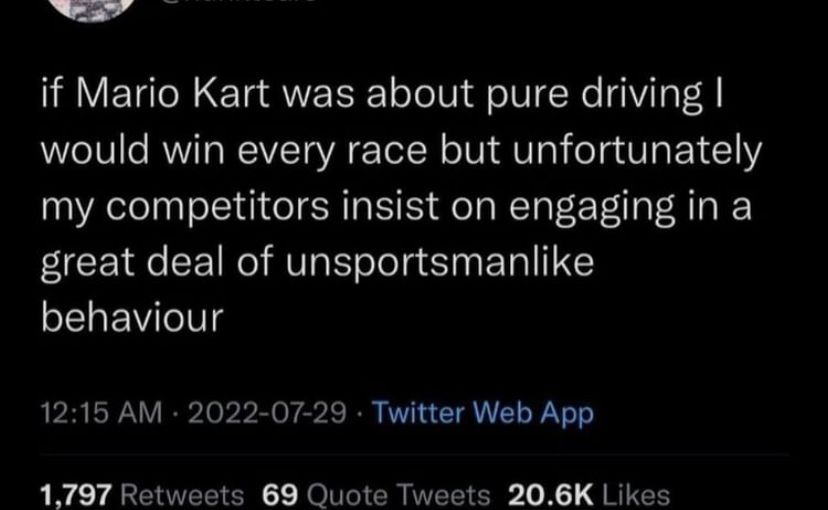 if Mario Kart was about pure driving I
would win every race but unfortunately
my competitors insist on engaging in a
great deal of unsportsmanlike
behaviour
12:15 AM · 2022-07-29 · Twitter Web App
1,797 Retweets 69 Quote Tweets 20.6K Likes